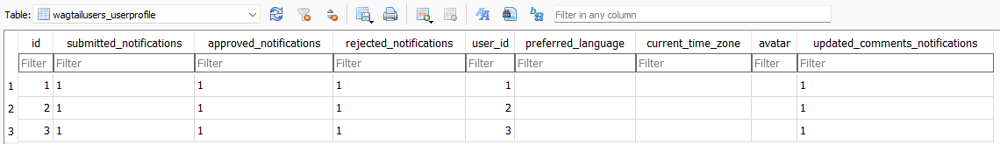 Table: wagtailusers_userprofile Filter in any column
id submitted_notifications approved_notifications rejected_notifications user_id preferred_language current_time_zone avatar updated_comments_notifications
Filter Filter Filter Filter Filter Filter Filter Filter Filter
1 1 1 1 1 1 1
2 2 1 1 1 2 1
3 3 1 1 1 3 1